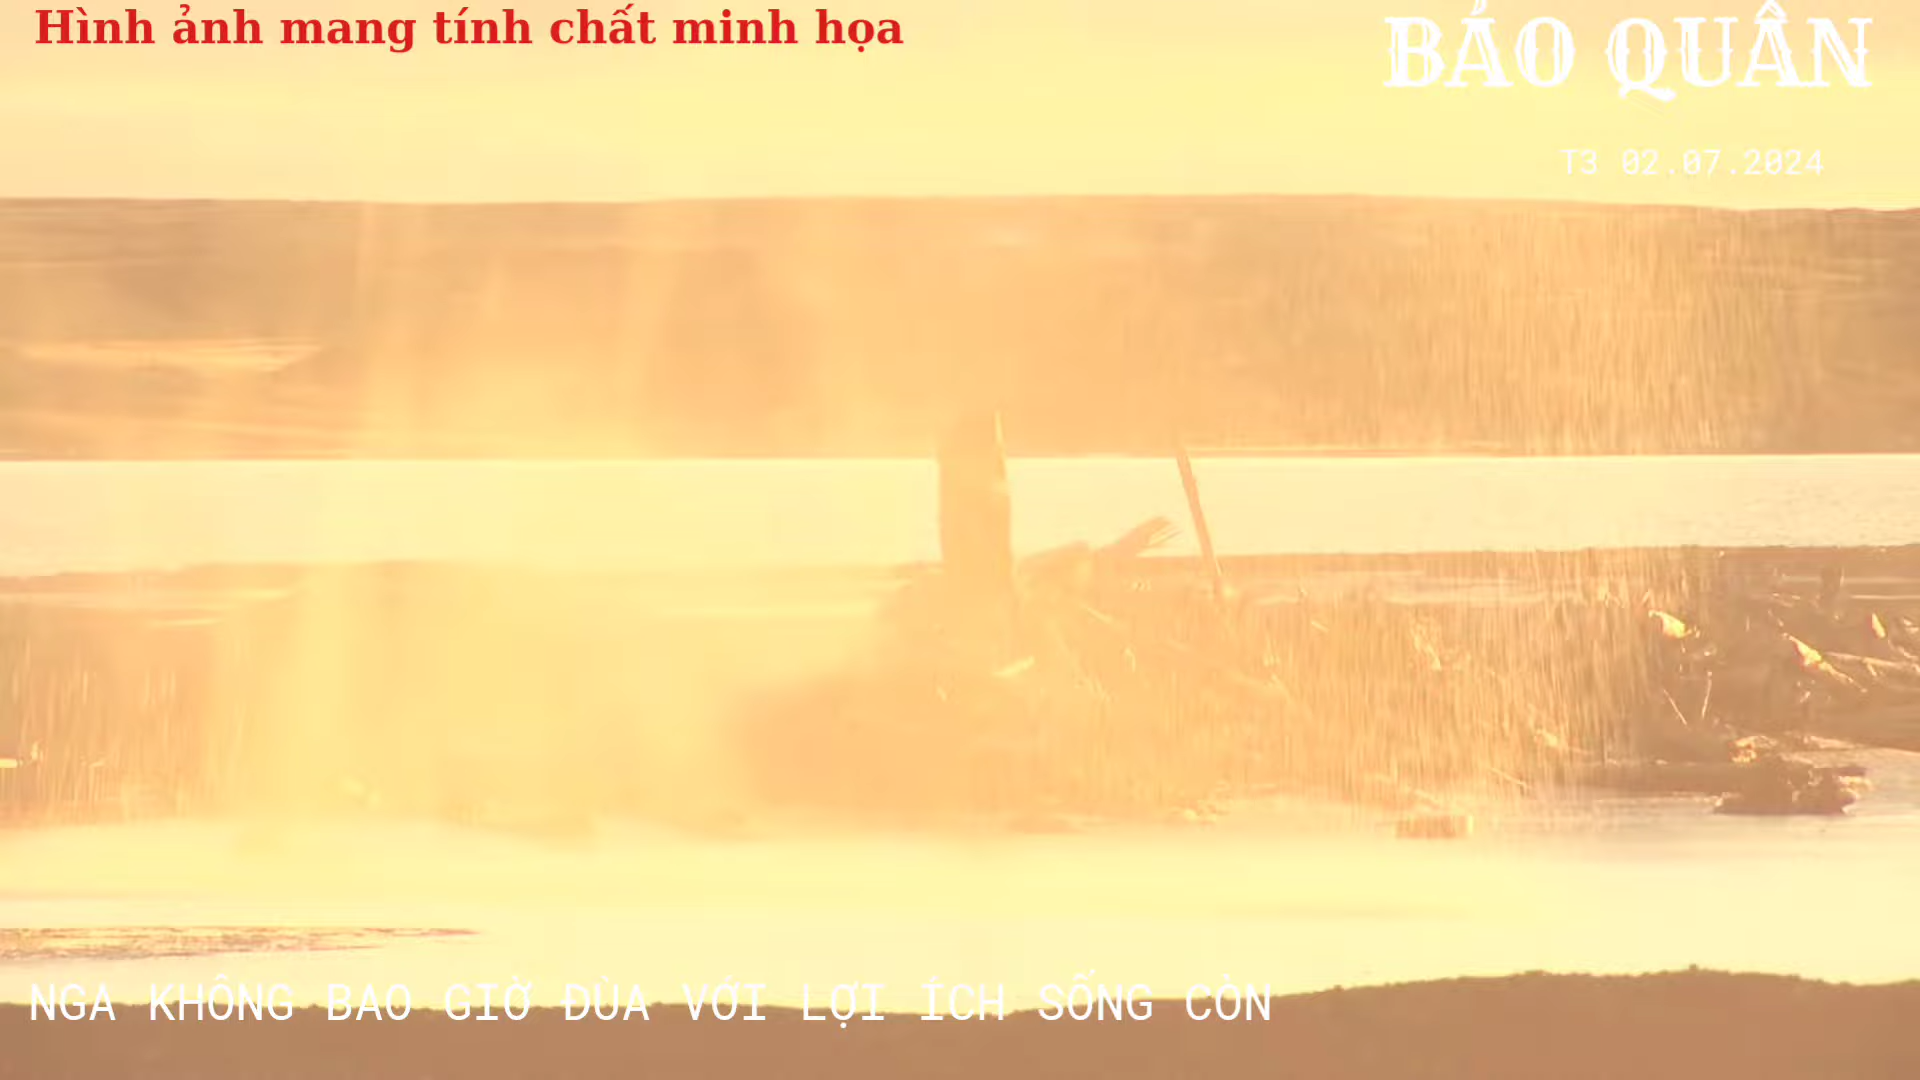 Hình ảnh mang tính chất minh họa
BẢO QUÂN
T3 02.07.2024
NGA KHÔNG BAO GIỜ ĐÙA VỚI LỢI ÍCH SỐNG CÒN